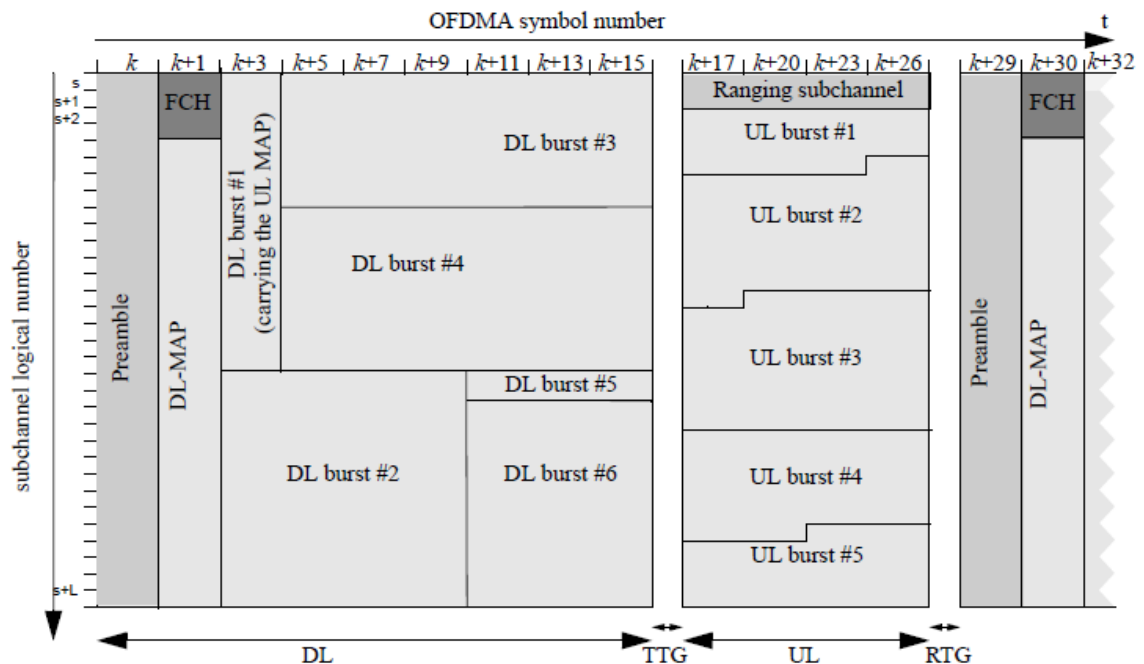 OFDMA symbol number
t
k k+1 k+3 k+5 k+7 k+9 k+11 k+13 k+15 k+17 k+20 k+23 k+26 k+29 k+30 k+32
s
s+1
s+2
s+L
subchannel logical number
Preamble
FCH
DL-MAP
DL burst #1
(carrying the UL MAP)
DL burst #3
DL burst #4
DL burst #5
DL burst #2
DL burst #6
Ranging subchannel
UL burst #1
UL burst #2
UL burst #3
UL burst #4
UL burst #5
Preamble
FCH
DL-MAP
DL TTG UL RTG